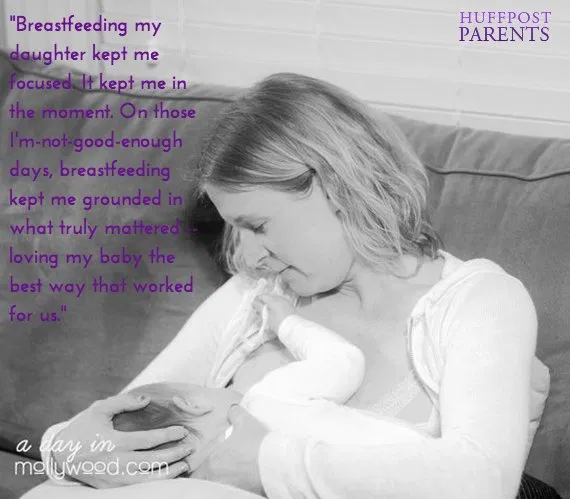 "Breastfeeding my
daughter kept me
focused. It kept me in
the moment. On those
I'm-not-good-enough
days, breastfeeding
kept me grounded in
what truly mattered --
loving my baby the
best way that worked
for us."
HUFFPOST
PARENTS
a day in
mollywood.com